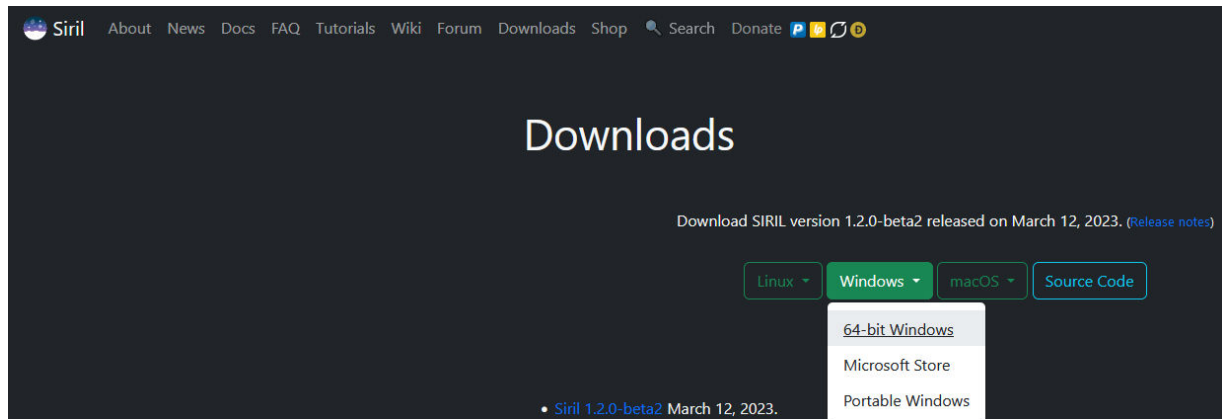 Siril About News Docs FAQ Tutorials Wiki Forum Downloads Shop Search Donate
Downloads
Download SIRIL version 1.2.0-beta2 released on March 12, 2023. (Release notes)
Linux Windows macOS Source Code
64-bit Windows
Microsoft Store
Portable Windows
• Siril 1.2.0-beta2 March 12, 2023.